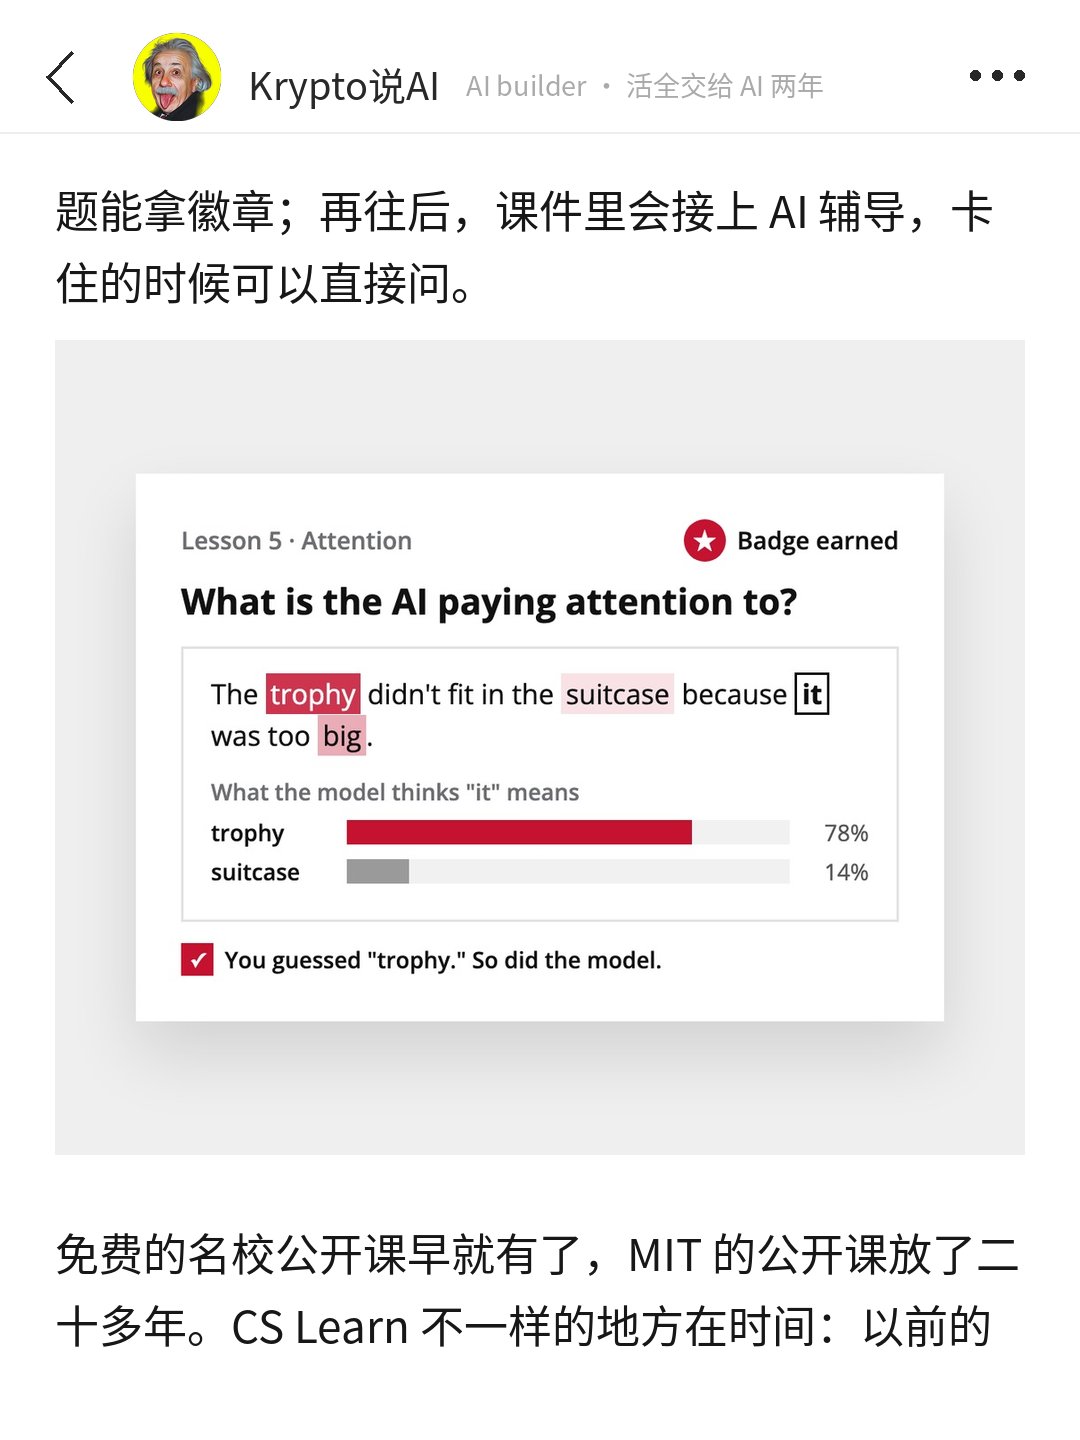 Krypto说AI AI builder · 活全交给 AI 两年
题能拿徽章；再往后，课件里会接上 AI 辅导，卡
住的时候可以直接问。
Lesson 5 · Attention
Badge earned
What is the AI paying attention to?
The trophy didn't fit in the suitcase because it
was too big.
What the model thinks "it" means
trophy 78%
suitcase 14%
You guessed "trophy." So did the model.
免费的名校公开课早就有了，MIT 的公开课放了二
十多年。CS Learn 不一样的地方在时间：以前的